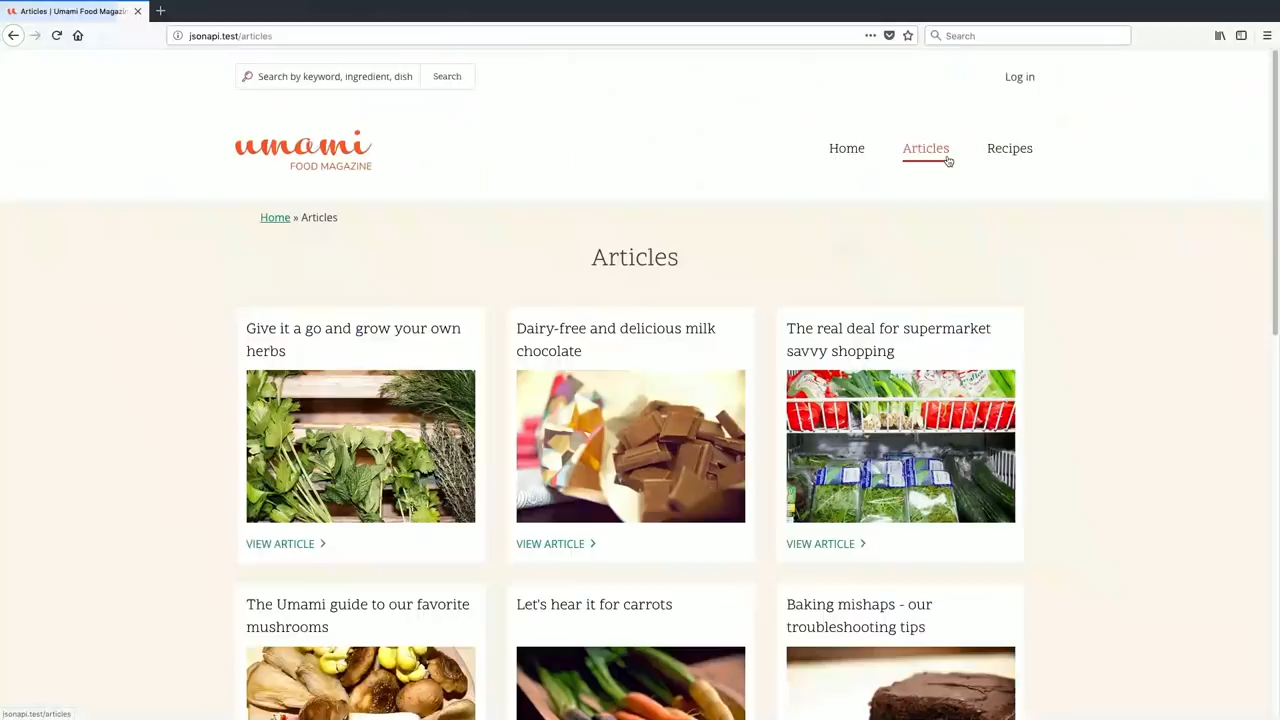 Articles | Umami Food Magazin
jsonapi.test/articles
Search
Search by keyword, ingredient, dish
Search
Log in
umami
FOOD MAGAZINE
Home
Articles
Recipes
Home » Articles
Articles
Give it a go and grow your own
herbs
VIEW ARTICLE
Dairy-free and delicious milk
chocolate
VIEW ARTICLE
The real deal for supermarket
savvy shopping
VIEW ARTICLE
The Umami guide to our favorite
mushrooms
Let's hear it for carrots
Baking mishaps - our
troubleshooting tips
jsonapi.test/articles